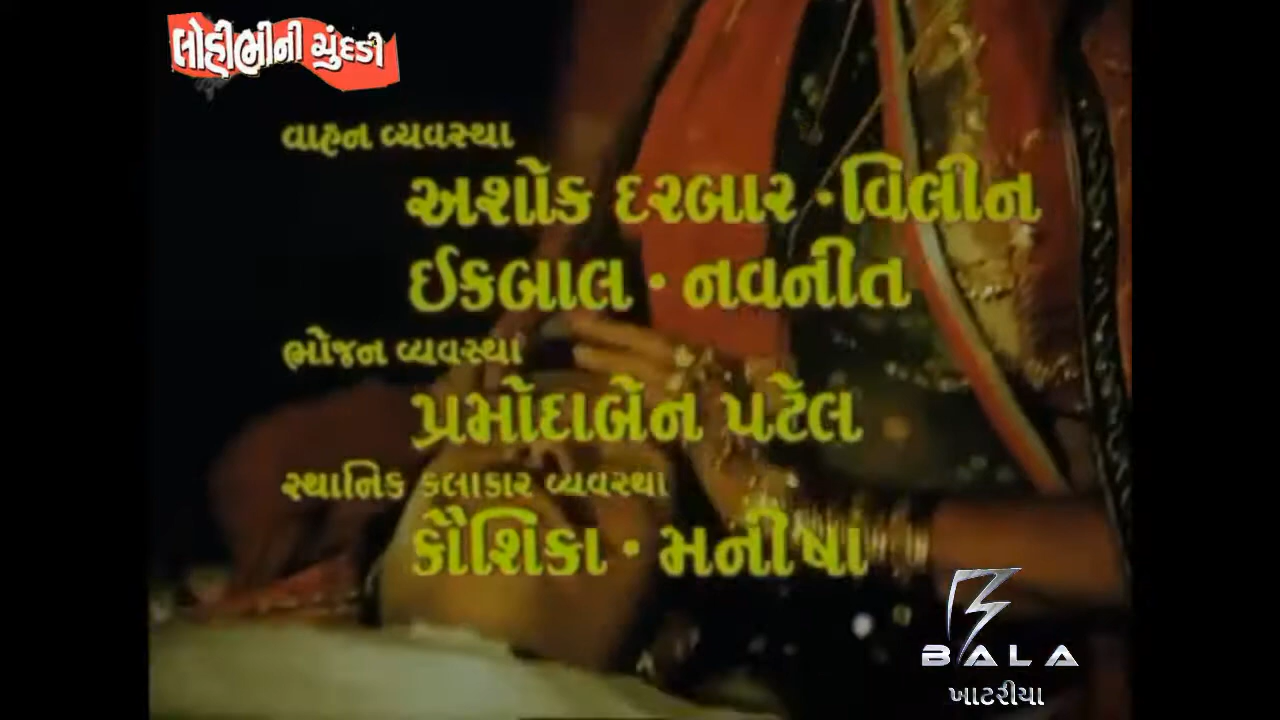 લોહીભીની ચુંદડી
વાહન વ્યવસ્થા
અશોક દરબાર · વિલીન
ઈકબાલ · નવનીત
ભોજન વ્યવસ્થા
પ્રમોદાબેન પટેલ
સ્થાનિક કલાકાર વ્યવસ્થા
કૌશિકા · મનીષા
BALA
ખાટરીયા